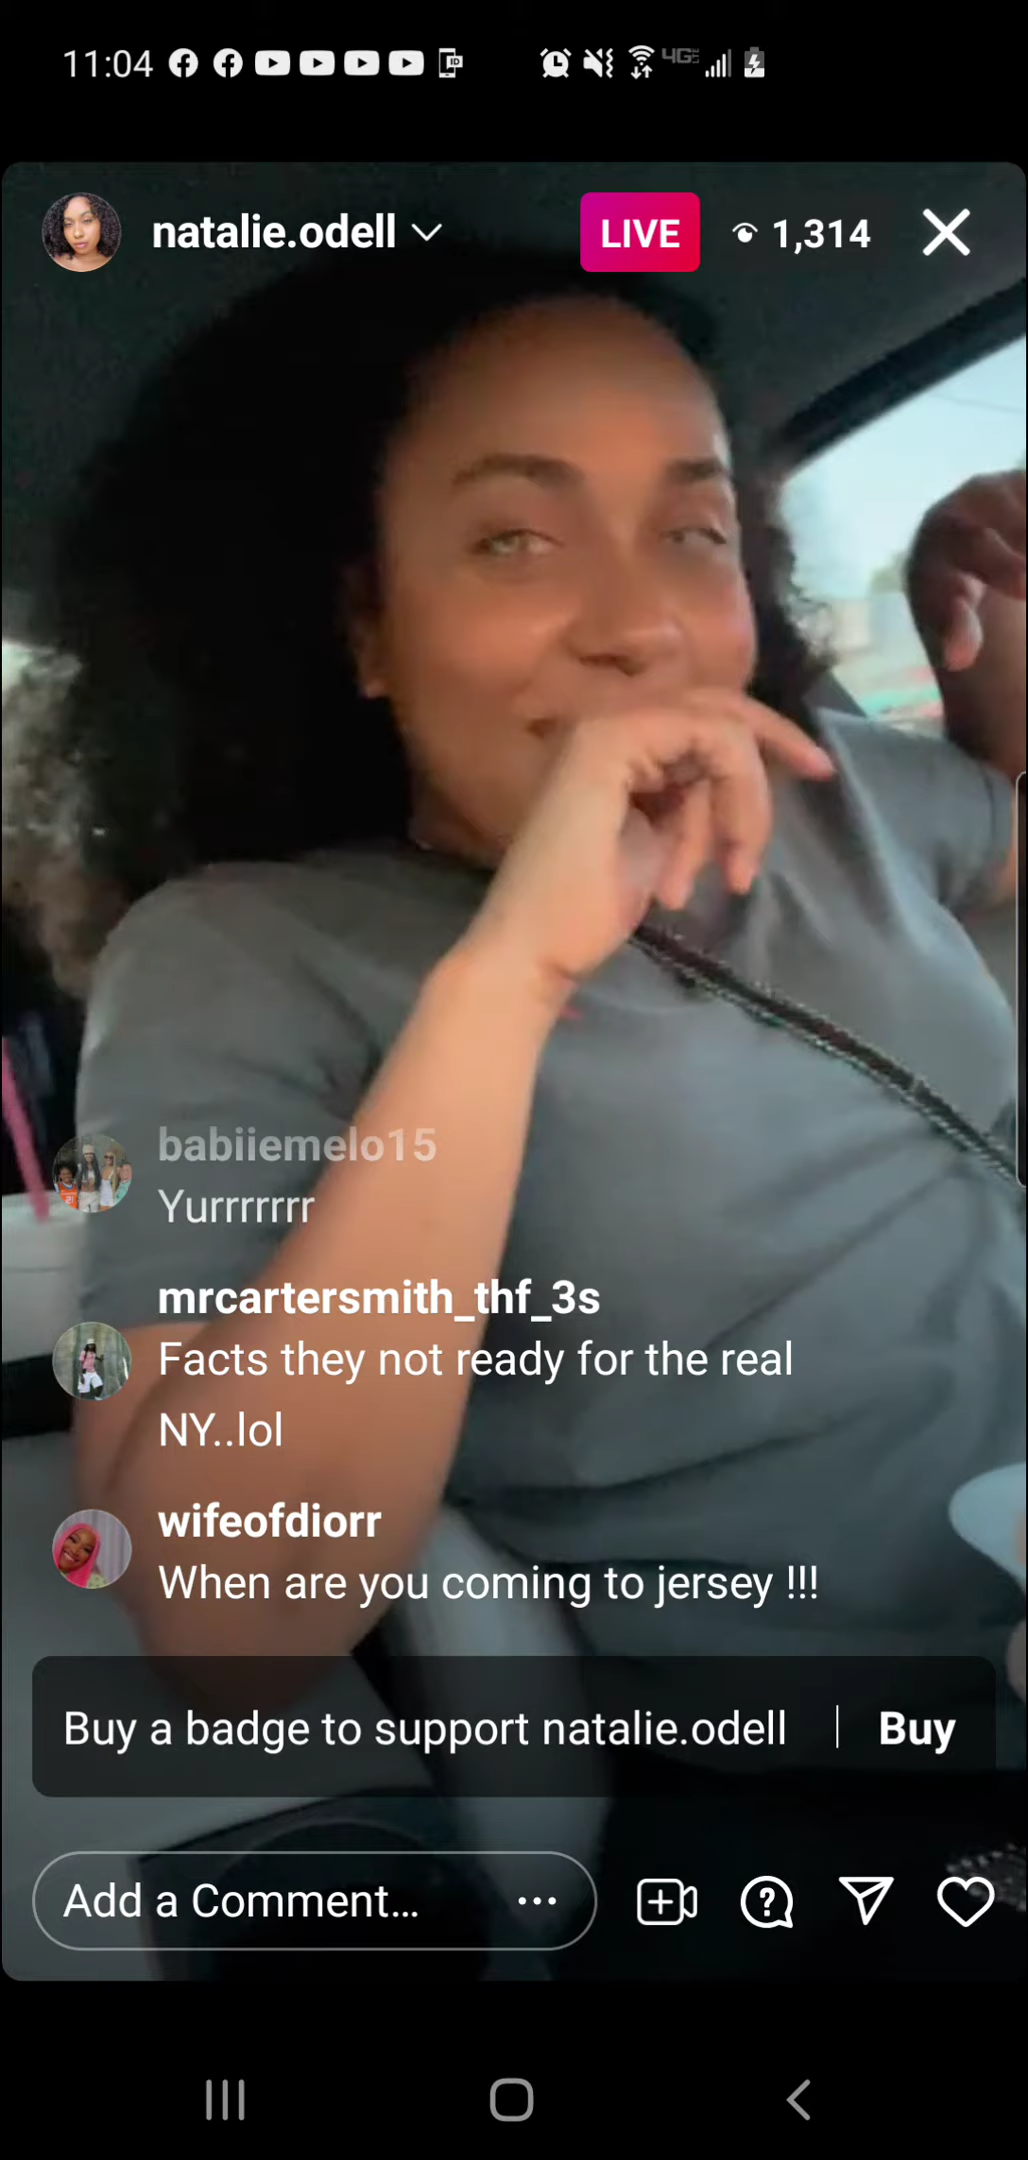 11:04
4GE
natalie.odell
LIVE
1,314
babiiemelo15
Yurrrrrrr
mrcartersmith_thf_3s
Facts they not ready for the real
NY..lol
wifeofdiorr
When are you coming to jersey !!!
Buy a badge to support natalie.odell | Buy
Add a Comment...